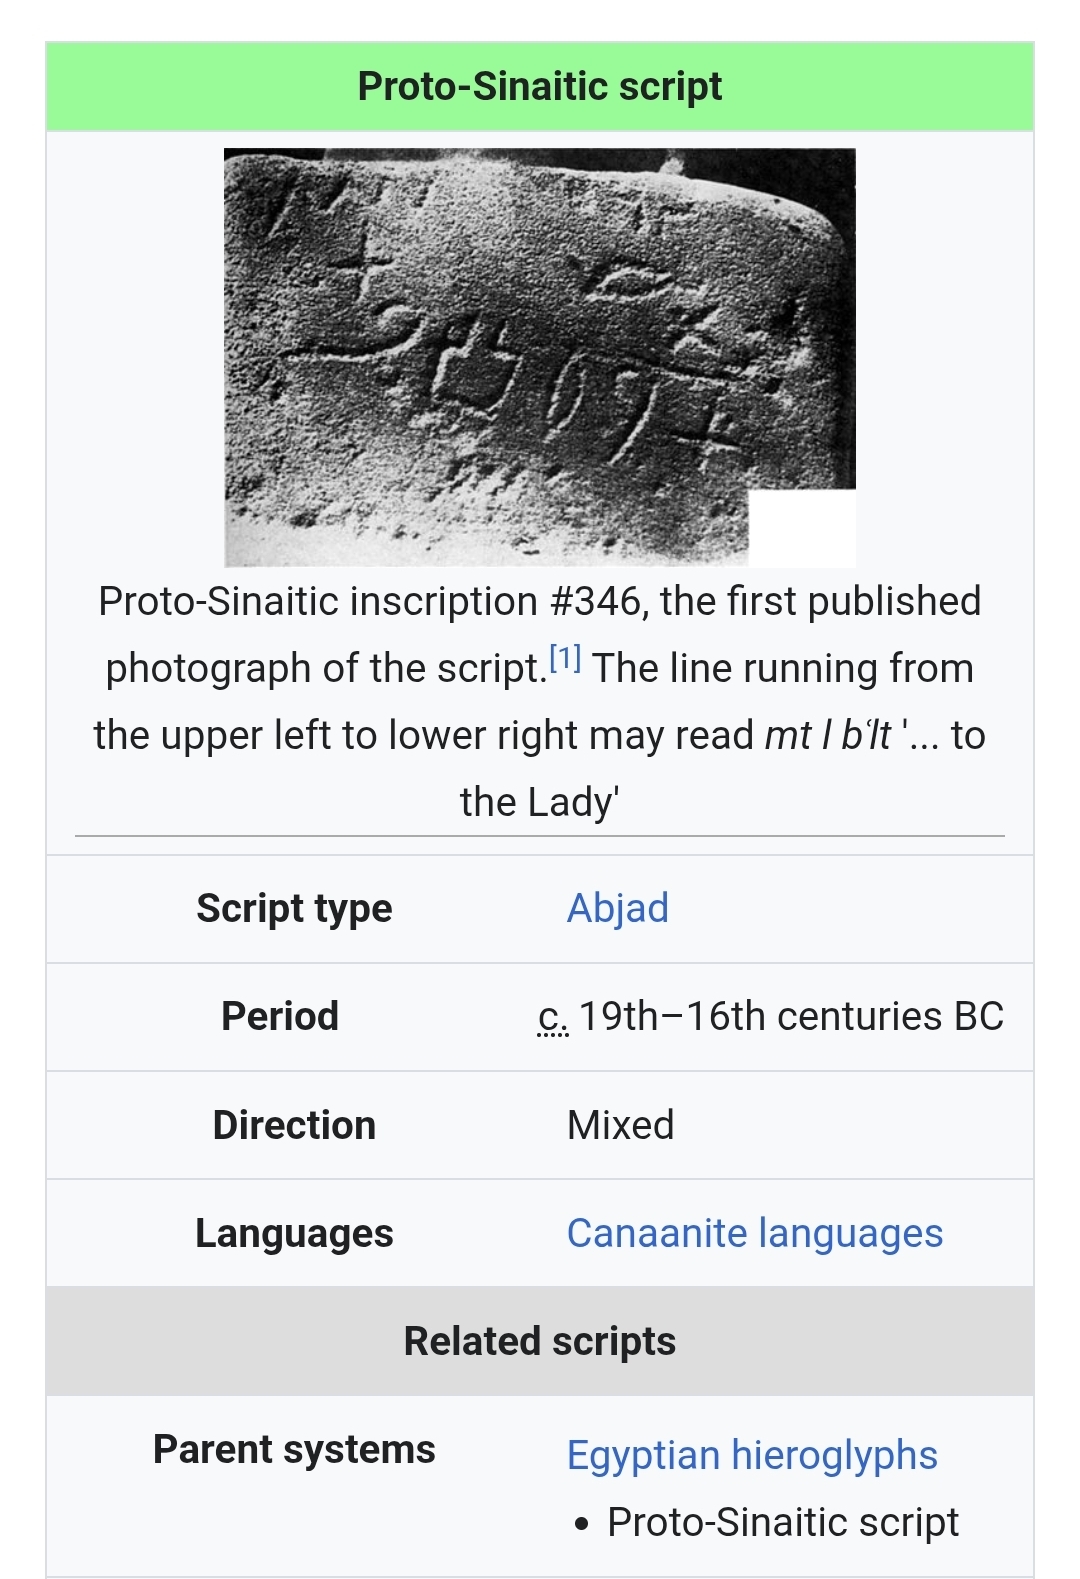 Proto-Sinaitic script
Proto-Sinaitic inscription #346, the first published
photograph of the script.[1] The line running from
the upper left to lower right may read mt l bʿlt '... to
the Lady'
Script type Abjad
Period c. 19th–16th centuries BC
Direction Mixed
Languages Canaanite languages
Related scripts
Parent systems Egyptian hieroglyphs
• Proto-Sinaitic script